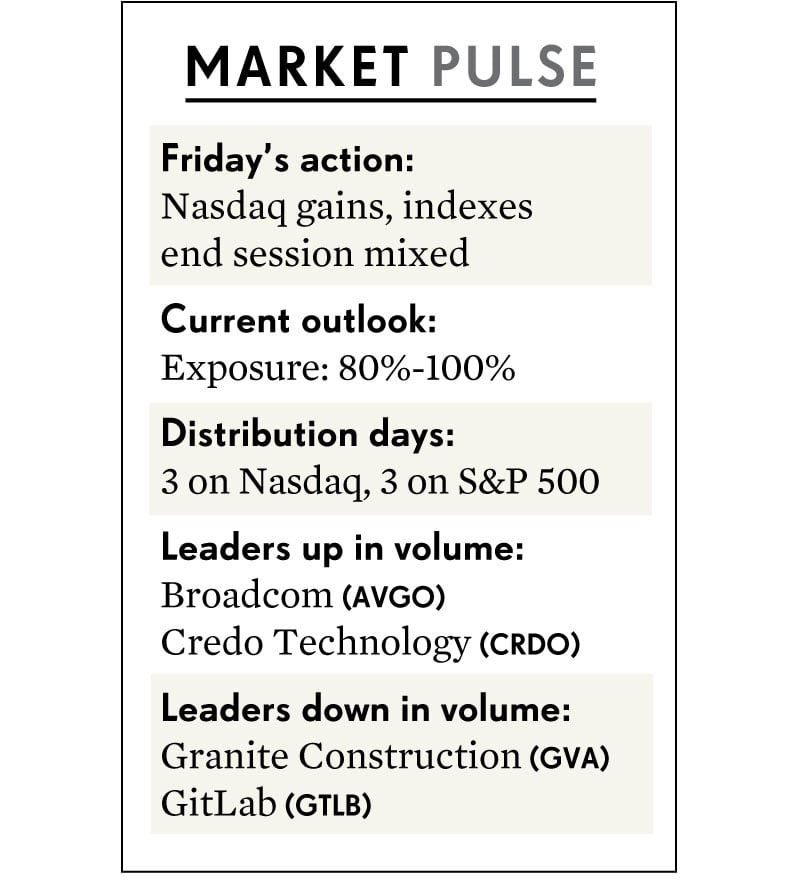 MARKET PULSE
Friday's action:
Nasdaq gains, indexes
end session mixed
Current outlook:
Exposure: 80%-100%
Distribution days:
3 on Nasdaq, 3 on S&P 500
Leaders up in volume:
Broadcom (AVGO)
Credo Technology (CRDO)
Leaders down in volume:
Granite Construction (GVA)
GitLab (GTLB)